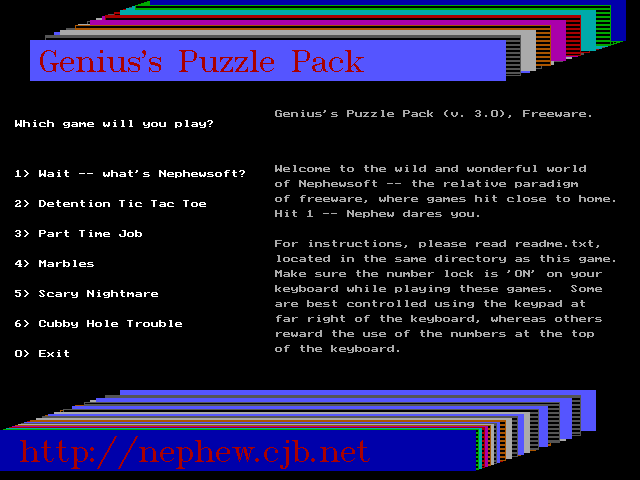 Genius's Puzzle Pack
Which game will you play?
1) Wait -- what's Nephewsoft?
2) Detention Tic Tac Toe
3) Part Time Job
4) Marbles
5) Scary Nightmare
6) Cubby Hole Trouble
0) Exit
Genius's Puzzle Pack (v. 3.0), Freeware.
Welcome to the wild and wonderful world
of Nephewsoft -- the relative paradigm
of freeware, where games hit close to home.
Hit 1 -- Nephew dares you.
For instructions, please read readme.txt,
located in the same directory as this game.
Make sure the number lock is 'ON' on your
keyboard while playing these games.  Some
are best controlled using the keypad at
far right of the keyboard, whereas others
reward the use of the numbers at the top
of the keyboard.
http://nephew.cjb.net